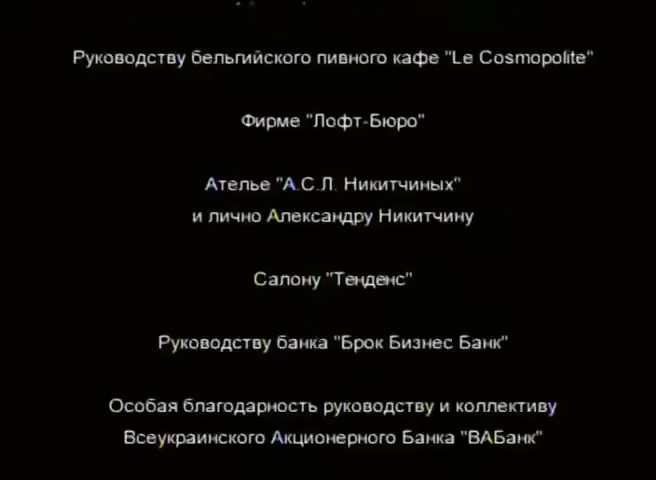 Руководству бельгийского пивного кафе "Le Cosmopolite"
Фирме "Лофт-Бюро"
Ателье "А.С.Л. Никитчиных"
и лично Александру Никитчину
Салону "Тенденс"
Руководству банка "Брок Бизнес Банк"
Особая благодарность руководству и коллективу
Всеукраинского Акционерного Банка "ВАБанк"